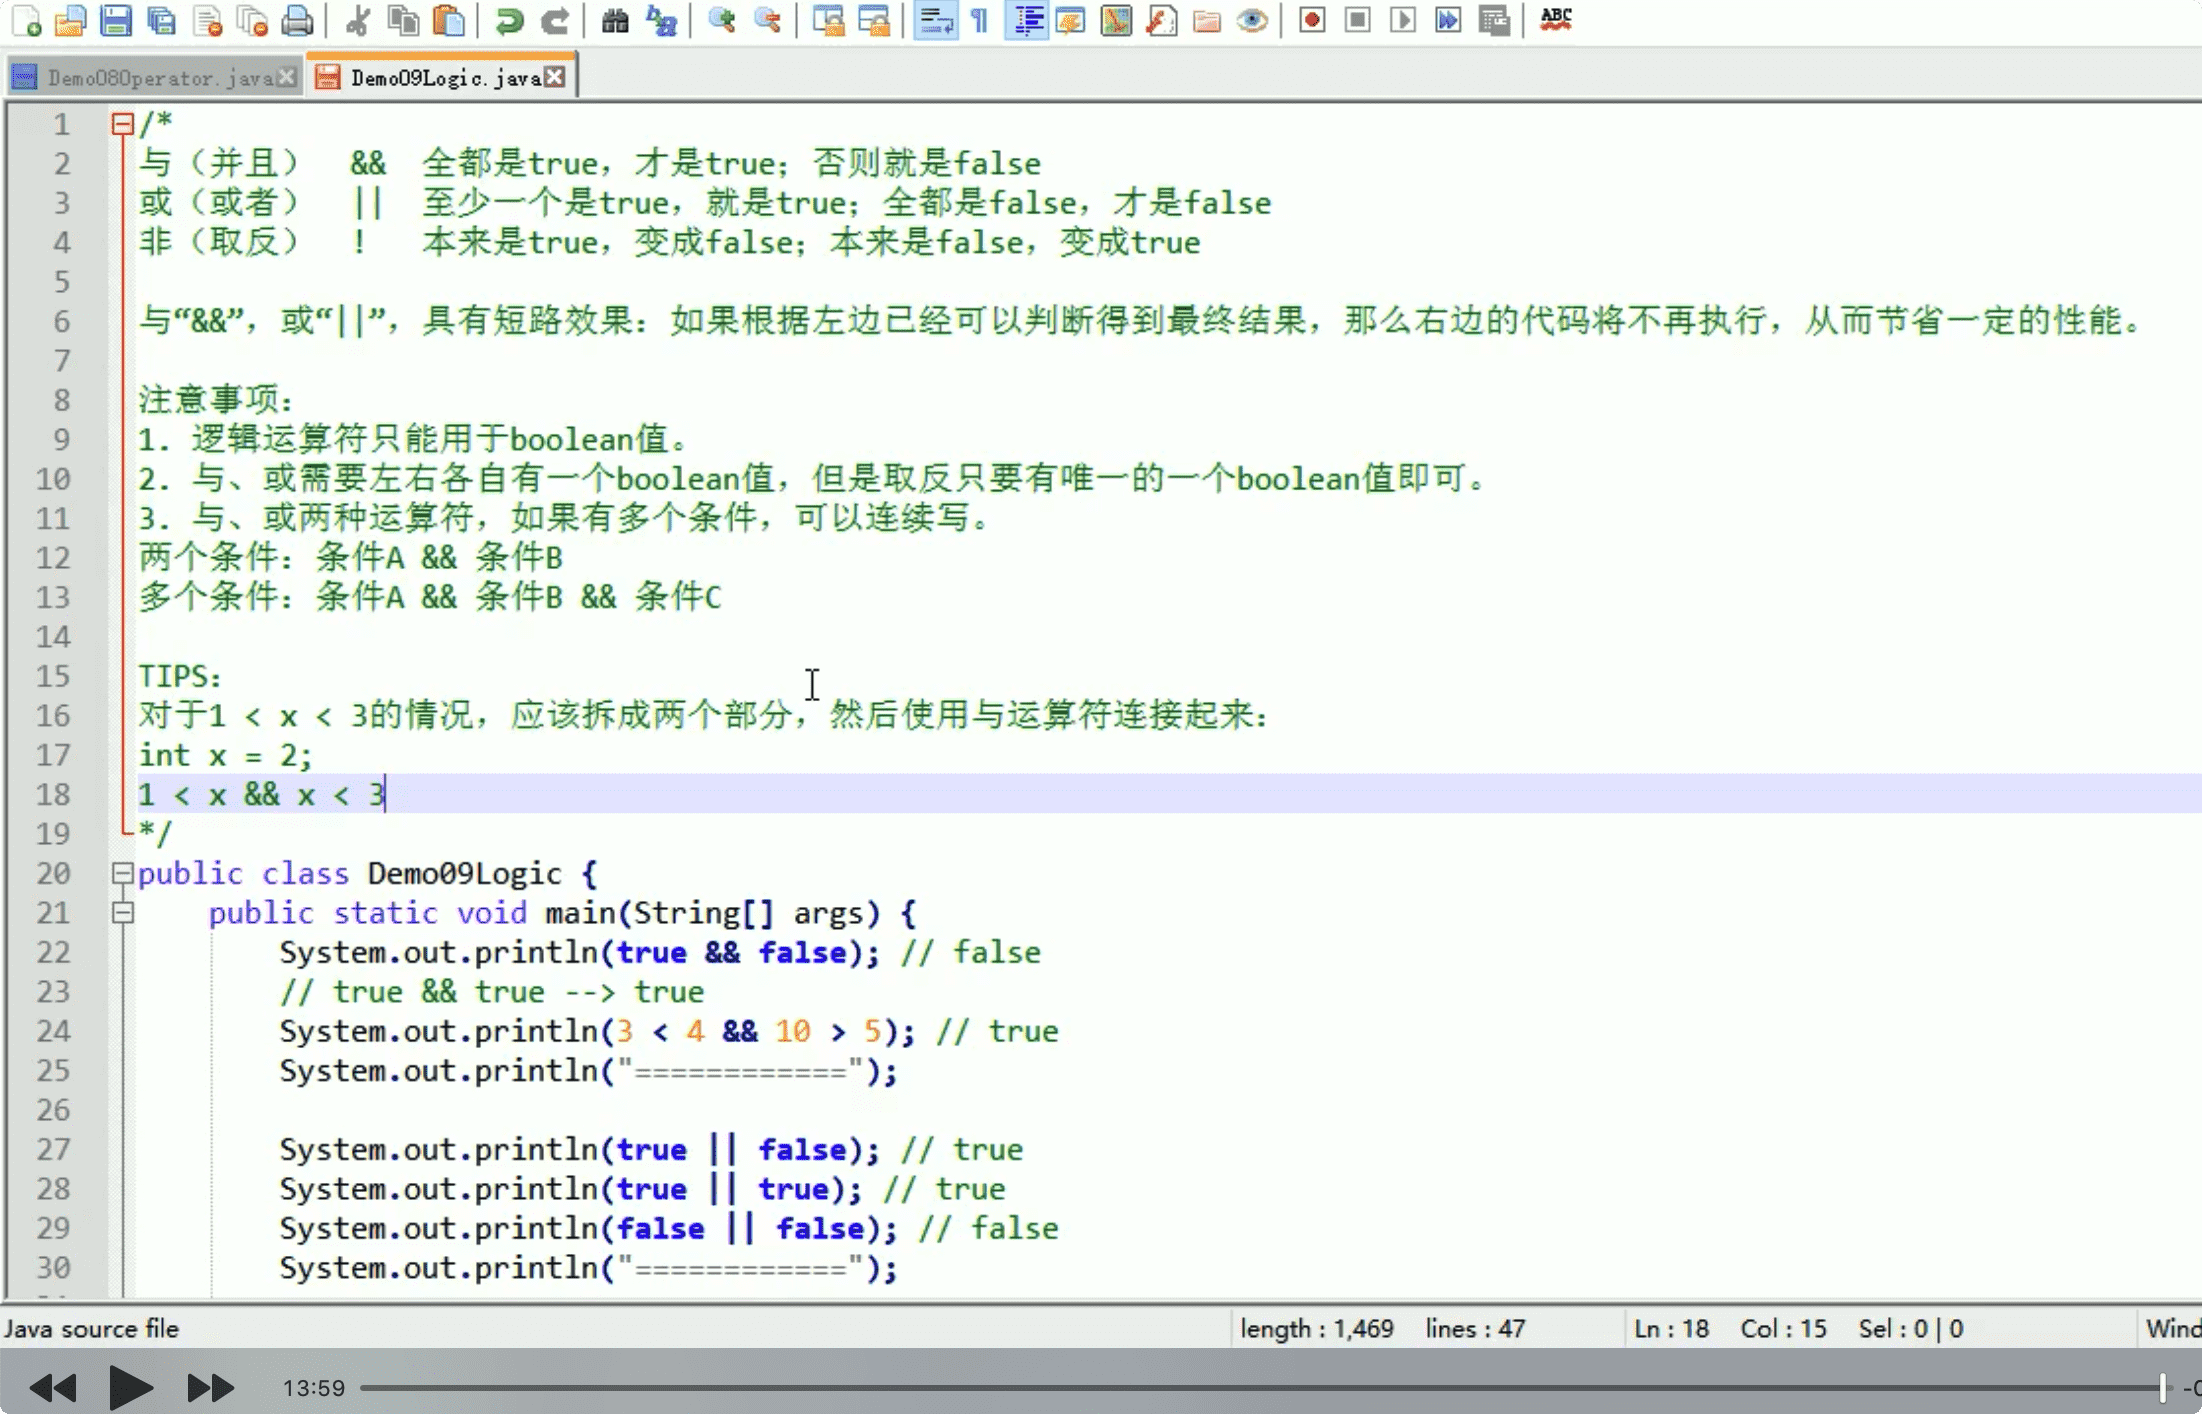 ABC
Demo08Operator.java
Demo09Logic.java
1 /*
2 与（并且） && 全都是true，才是true；否则就是false
3 或（或者） || 至少一个是true，就是true；全都是false，才是false
4 非（取反） ! 本来是true，变成false；本来是false，变成true
5
6 与“&&”，或“||”，具有短路效果：如果根据左边已经可以判断得到最终结果，那么右边的代码将不再执行，从而节省一定的性能。
7
8 注意事项：
9 1. 逻辑运算符只能用于boolean值。
10 2. 与、或需要左右各自有一个boolean值，但是取反只要有唯一的一个boolean值即可。
11 3. 与、或两种运算符，如果有多个条件，可以连续写。
12 两个条件：条件A && 条件B
13 多个条件：条件A && 条件B && 条件C
14
15 TIPS：
16 对于1 < x < 3的情况，应该拆成两个部分，然后使用与运算符连接起来：
17 int x = 2;
18 1 < x && x < 3
19 */
20 public class Demo09Logic {
21 public static void main(String[] args) {
22 System.out.println(true && false); // false
23 // true && true --> true
24 System.out.println(3 < 4 && 10 > 5); // true
25 System.out.println("============");
26
27 System.out.println(true || false); // true
28 System.out.println(true || true); // true
29 System.out.println(false || false); // false
30 System.out.println("============");
Java source file length : 1,469 lines : 47 Ln : 18 Col : 15 Sel : 0 | 0 Wind
13:59